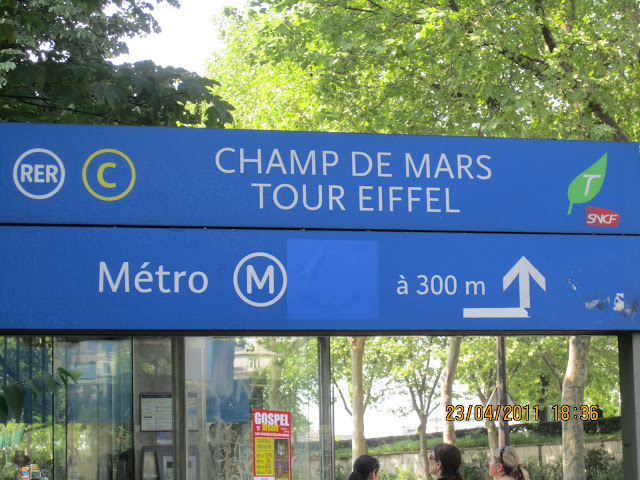 RER C CHAMP DE MARS
TOUR EIFFEL
T
SNCF
Métro M à 300 m
GOSPEL
23/04/2011 18:36